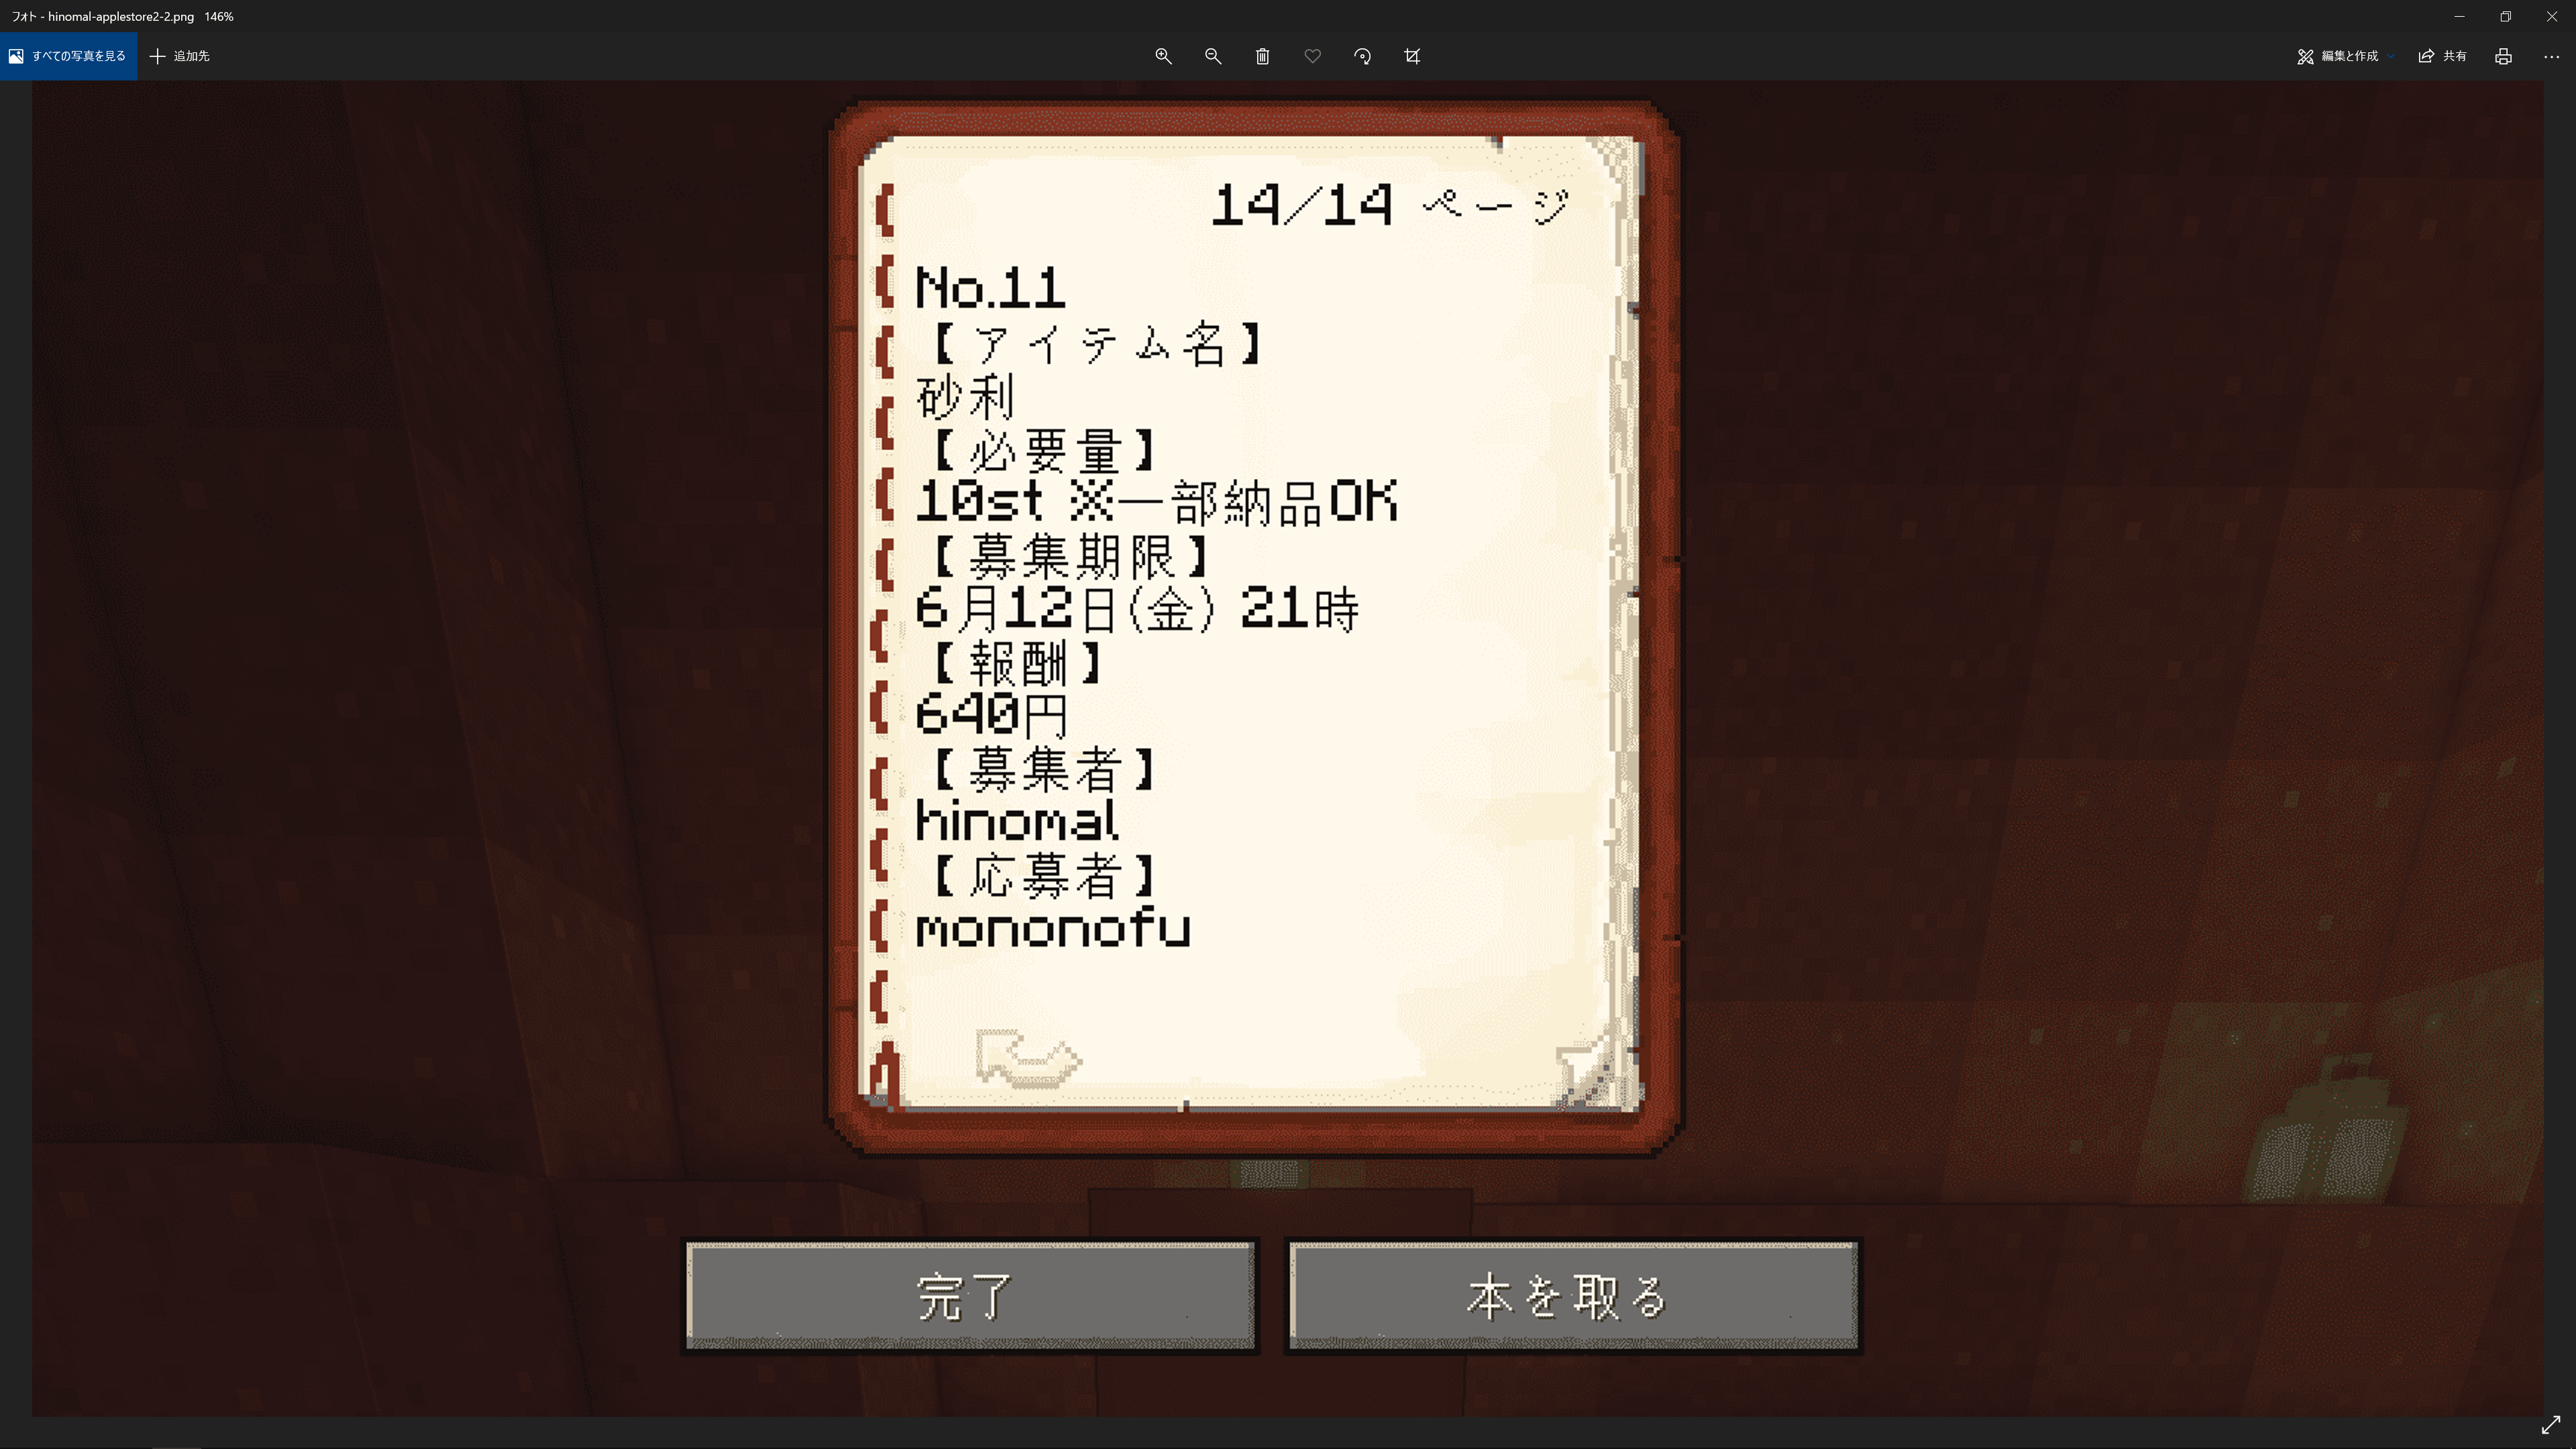 フォト - hinomal-applestore2-2.png 146%
すべての写真を見る
追加先
編集と作成
共有
14/14 ページ
No.11
【アイテム名】
砂利
【必要量】
10st ※一部納品OK
【募集期限】
6月12日(金) 21時
【報酬】
640円
【募集者】
hinomal
【応募者】
mononofu
完了
本を取る